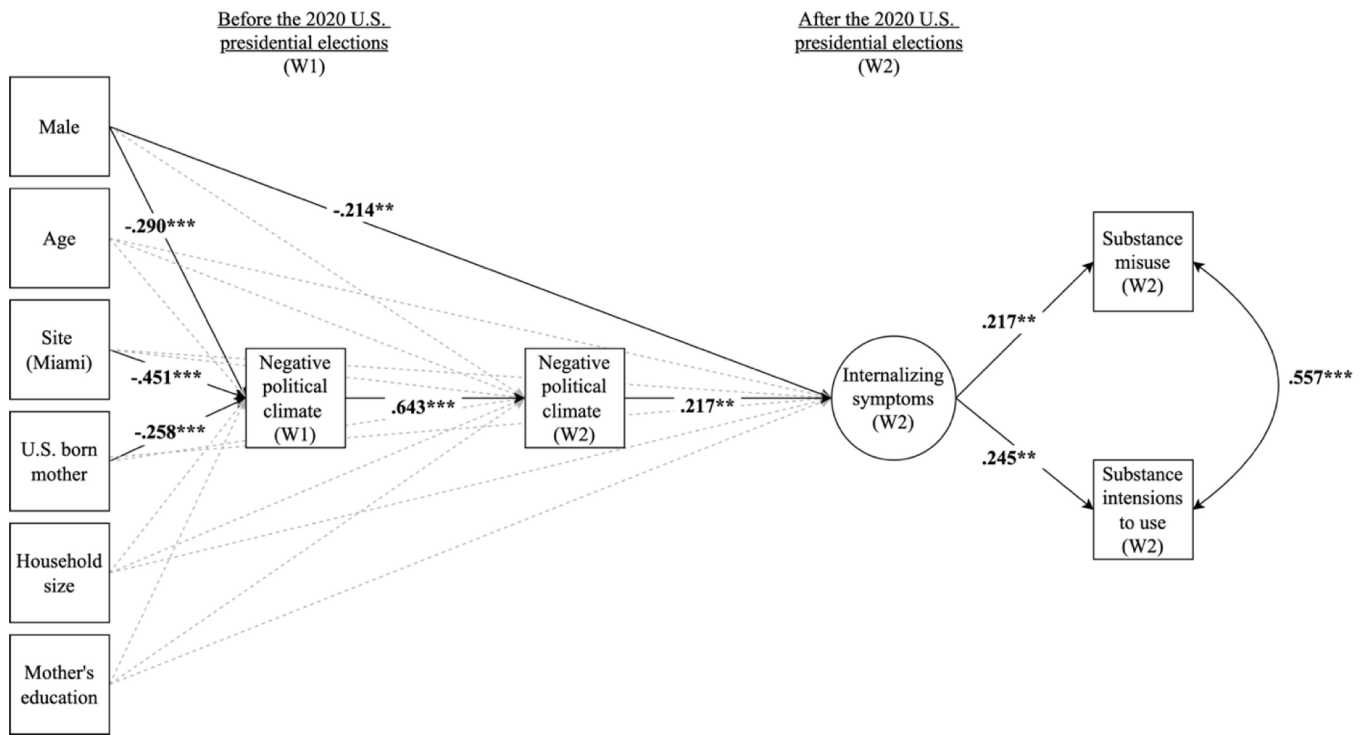 Before the 2020 U.S.
presidential elections
(W1)
After the 2020 U.S.
presidential elections
(W2)
Male
Age
Site
(Miami)
U.S. born
mother
Household
size
Mother's
education
-.290***
-.214**
-.451***
-.258***
Negative
political
climate
(W1)
.643***
Negative
political
climate
(W2)
.217**
Internalizing
symptoms
(W2)
.217**
.245**
Substance
misuse
(W2)
Substance
intensions
to use
(W2)
.557***